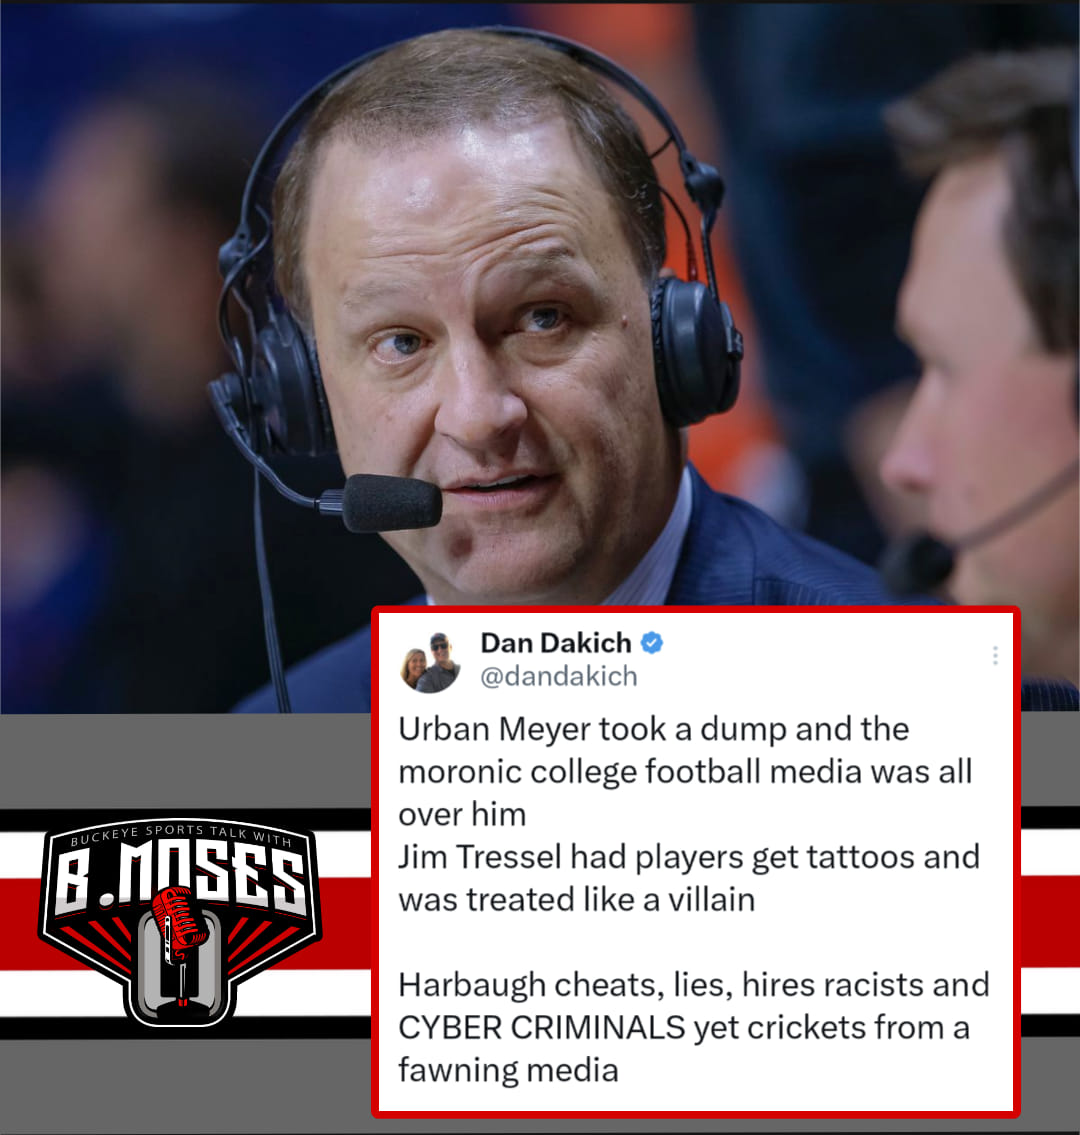 Dan Dakich
@dandakich
Urban Meyer took a dump and the
moronic college football media was all
over him
Jim Tressel had players get tattoos and
was treated like a villain
Harbaugh cheats, lies, hires racists and
CYBER CRIMINALS yet crickets from a
fawning media
BUCKEYE SPORTS TALK WITH
B.MOSES